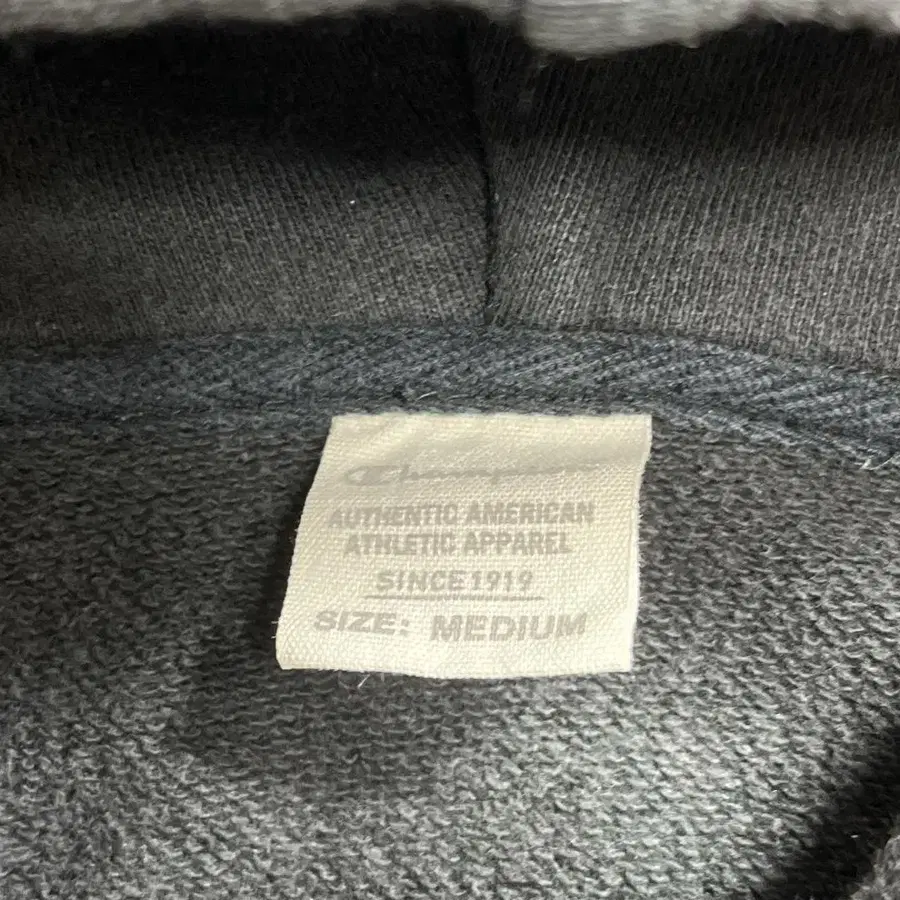 Champion
AUTHENTIC AMERICAN
ATHLETIC APPAREL
SINCE 1919
SIZE: MEDIUM